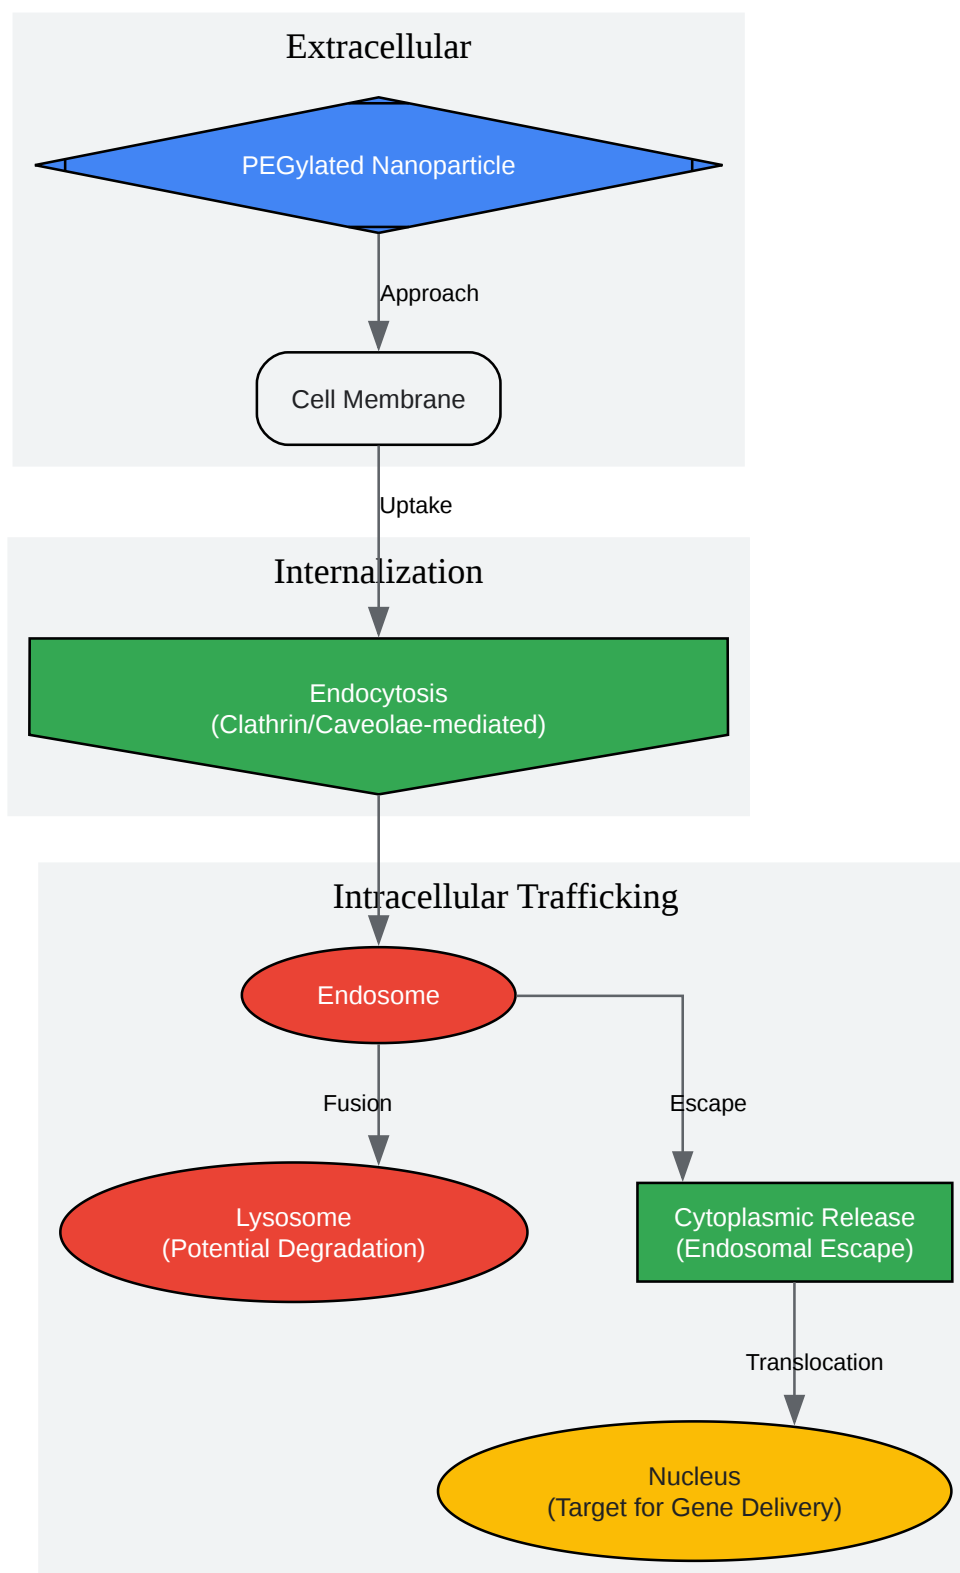 Extracellular
PEGylated Nanoparticle
Approach
Cell Membrane
Uptake
Internalization
Endocytosis
(Clathrin/Caveolae-mediated)
Intracellular Trafficking
Endosome
Fusion
Escape
Lysosome
(Potential Degradation)
Cytoplasmic Release
(Endosomal Escape)
Translocation
Nucleus
(Target for Gene Delivery)